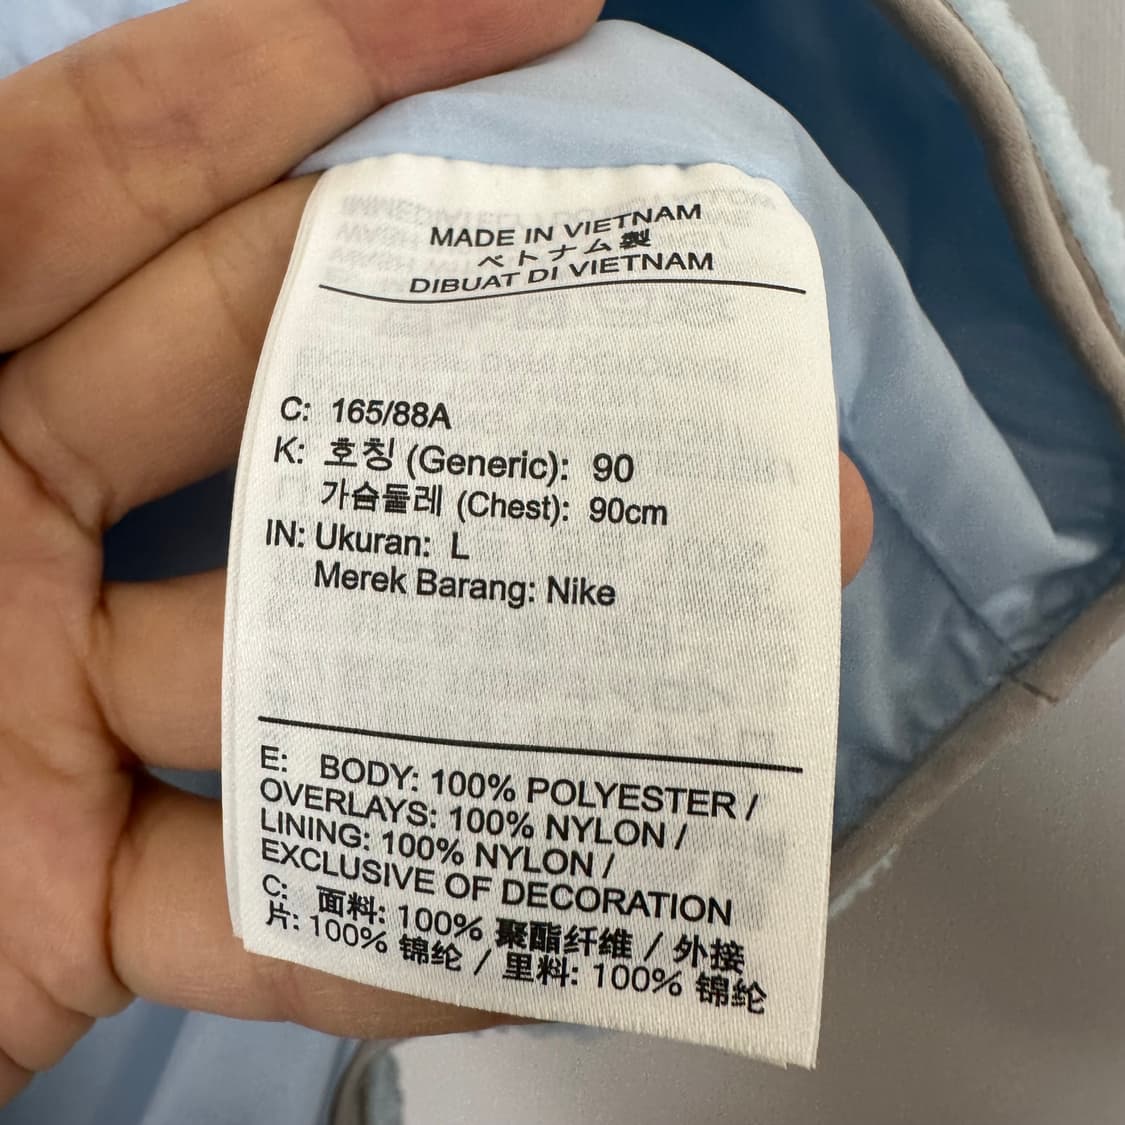 MADE IN VIETNAM
ベトナム製
DIBUAT DI VIETNAM
C: 165/88A
K: 호칭 (Generic): 90
가슴둘레 (Chest): 90cm
IN: Ukuran: L
Merek Barang: Nike
E: BODY: 100% POLYESTER /
OVERLAYS: 100% NYLON /
LINING: 100% NYLON /
EXCLUSIVE OF DECORATION
C: 面料: 100% 聚酯纤维 / 外接
片: 100% 锦纶 / 里料: 100% 锦纶